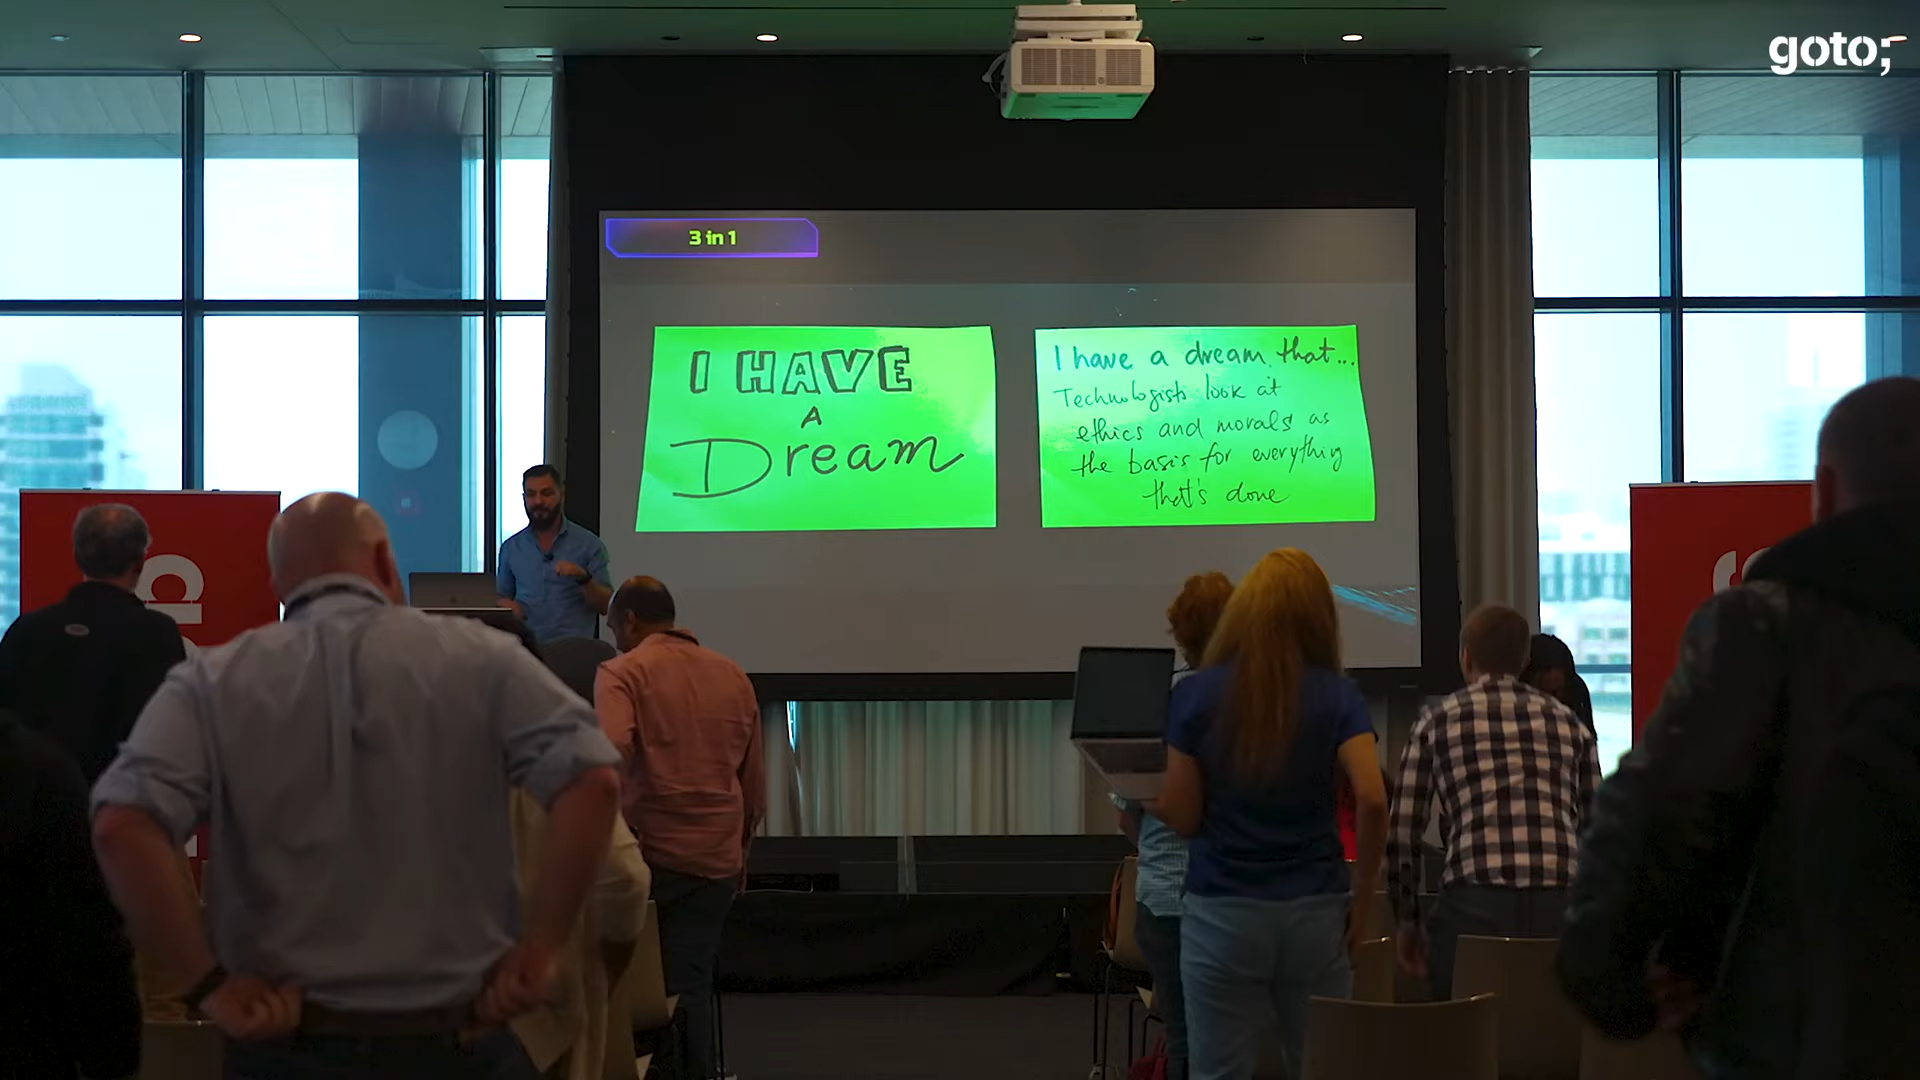 goto;
3 in 1
I HAVE
A
Dream
I have a dream that...
Technologists look at
ethics and morals as
the basis for everything
that's done